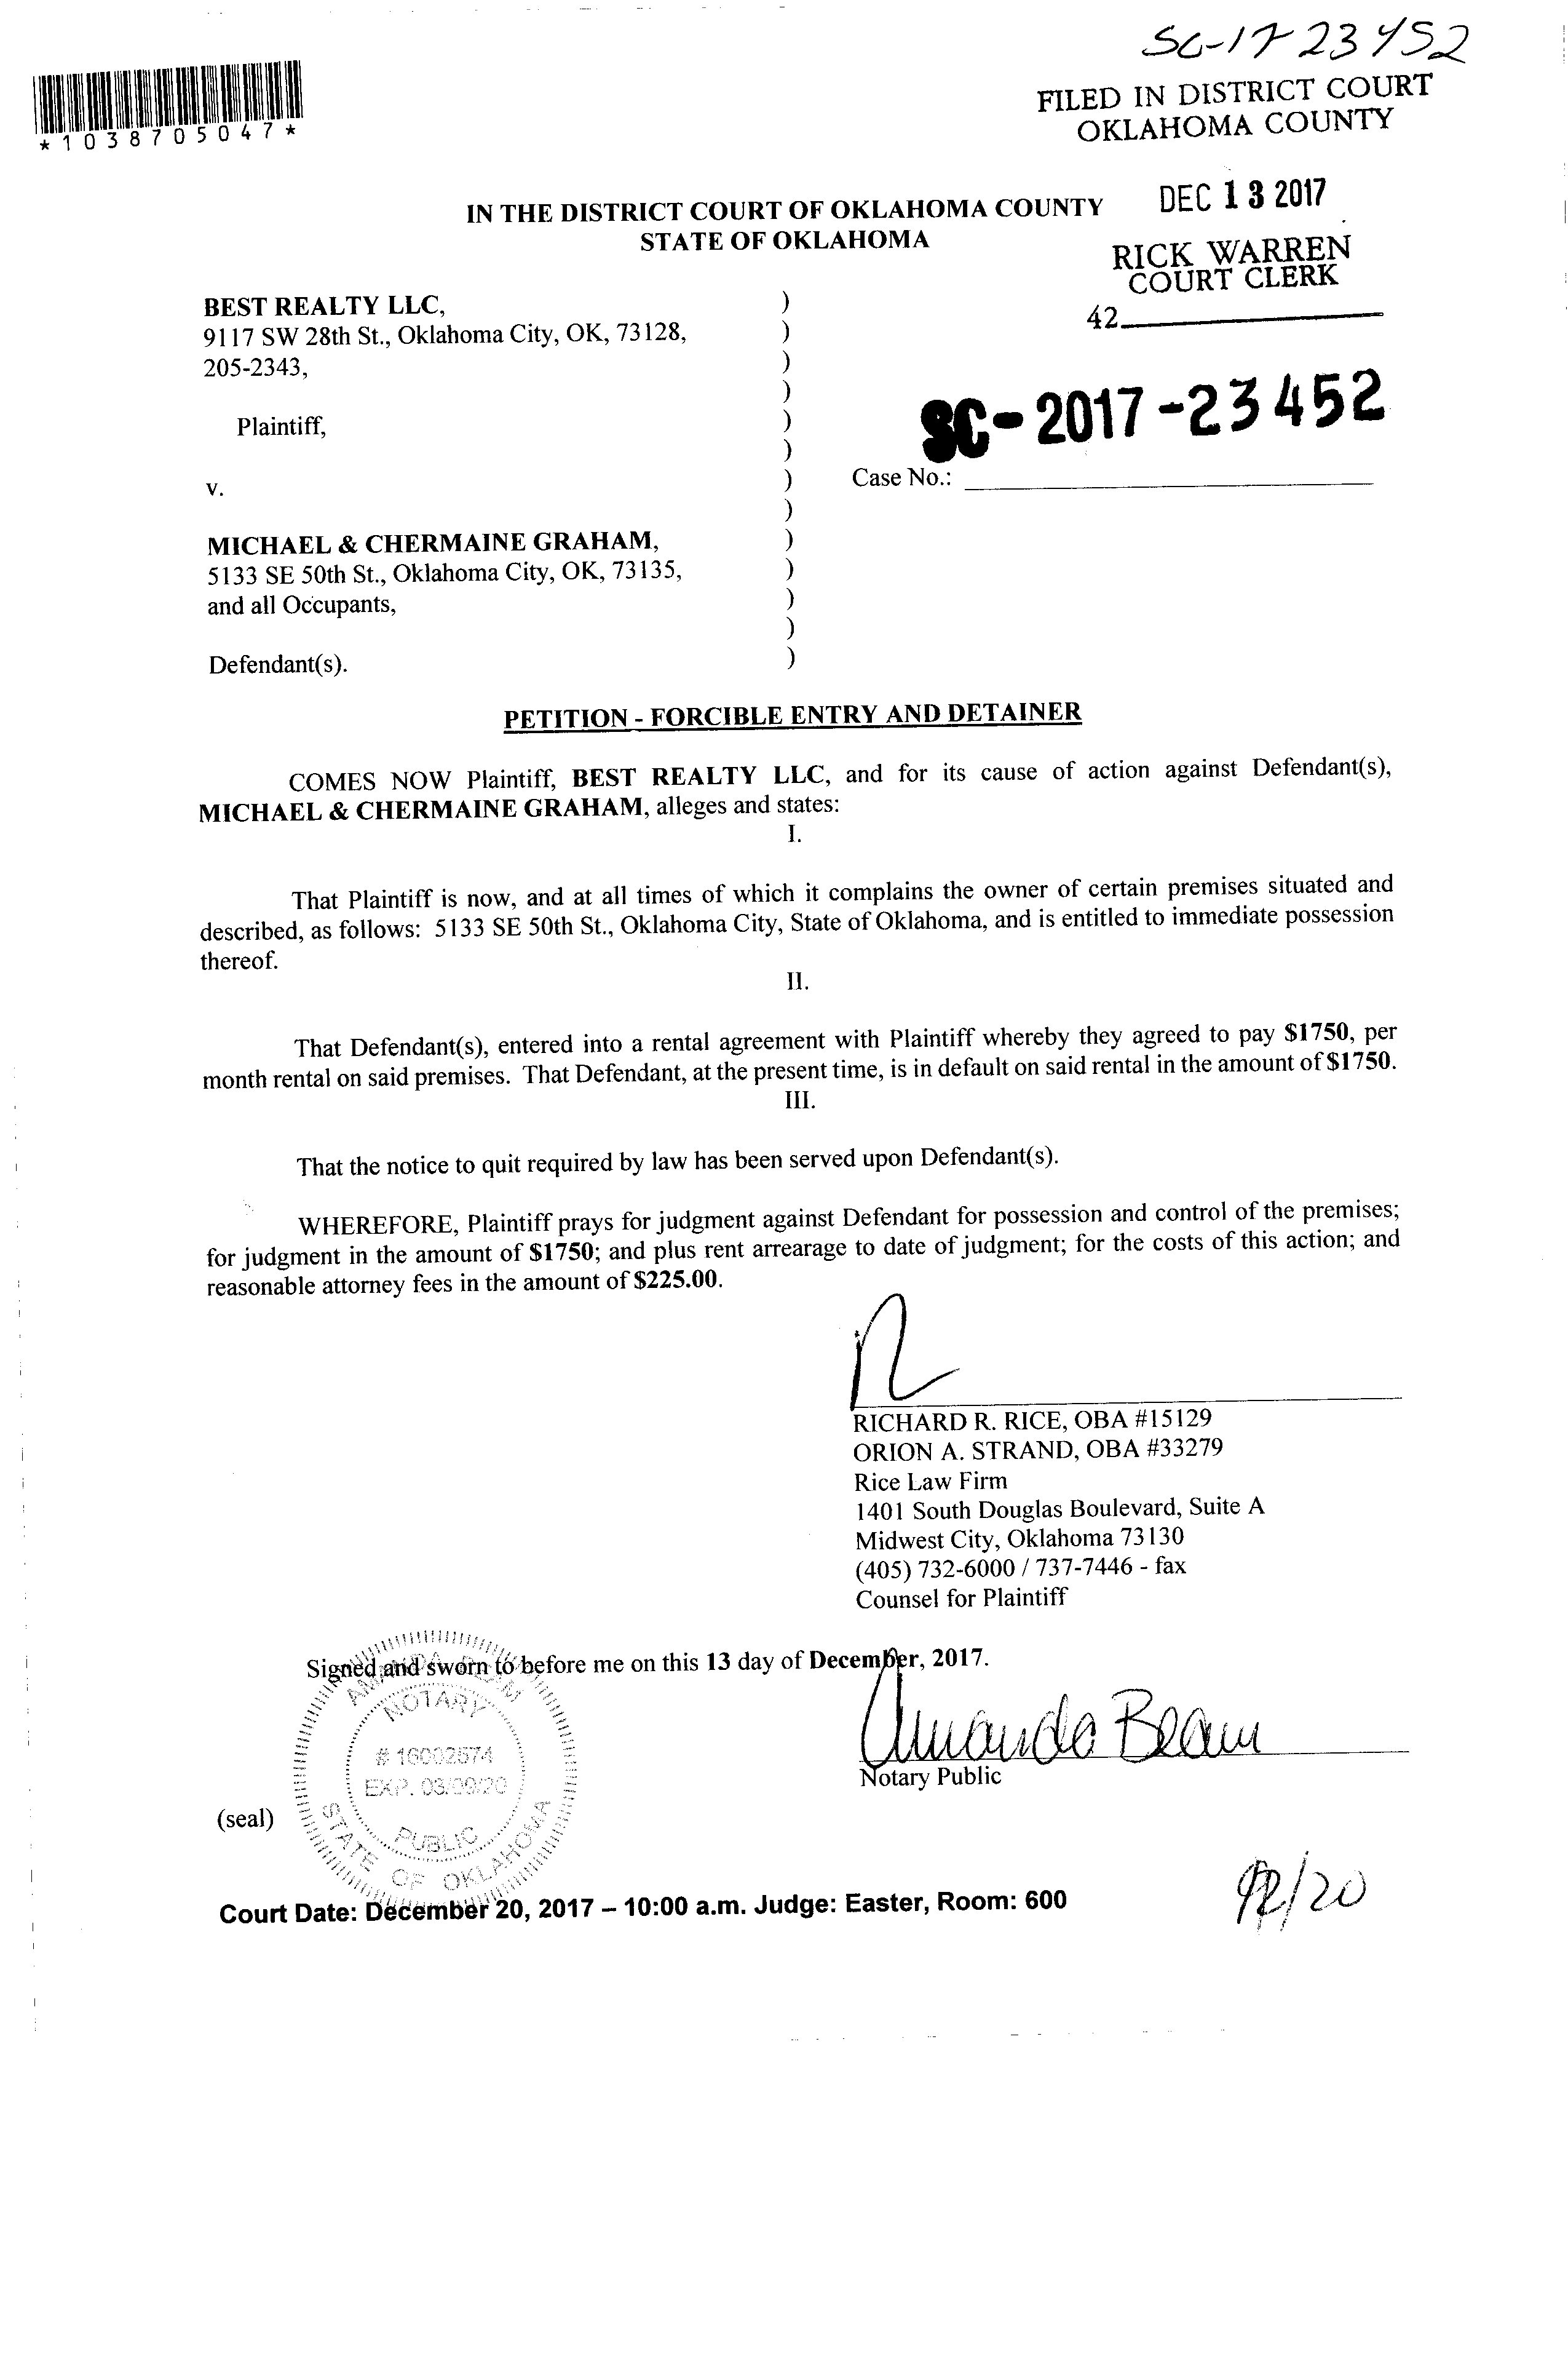 SC-17-23452
*1038705047*
FILED IN DISTRICT COURT
OKLAHOMA COUNTY
DEC 13 2017
RICK WARREN
COURT CLERK
42
IN THE DISTRICT COURT OF OKLAHOMA COUNTY
STATE OF OKLAHOMA
BEST REALTY LLC, )
9117 SW 28th St., Oklahoma City, OK, 73128, )
205-2343, )
)
Plaintiff, )
)
SC-2017-23452
v. ) Case No.:
)
MICHAEL & CHERMAINE GRAHAM, )
5133 SE 50th St., Oklahoma City, OK, 73135, )
and all Occupants, )
)
Defendant(s). )
PETITION - FORCIBLE ENTRY AND DETAINER
COMES NOW Plaintiff, BEST REALTY LLC, and for its cause of action against Defendant(s),
MICHAEL & CHERMAINE GRAHAM, alleges and states:
I.
That Plaintiff is now, and at all times of which it complains the owner of certain premises situated and
described, as follows: 5133 SE 50th St., Oklahoma City, State of Oklahoma, and is entitled to immediate possession
thereof.
II.
That Defendant(s), entered into a rental agreement with Plaintiff whereby they agreed to pay $1750, per
month rental on said premises. That Defendant, at the present time, is in default on said rental in the amount of $1750.
III.
That the notice to quit required by law has been served upon Defendant(s).
WHEREFORE, Plaintiff prays for judgment against Defendant for possession and control of the premises;
for judgment in the amount of $1750; and plus rent arrearage to date of judgment; for the costs of this action; and
reasonable attorney fees in the amount of $225.00.
RICHARD R. RICE, OBA #15129
ORION A. STRAND, OBA #33279
Rice Law Firm
1401 South Douglas Boulevard, Suite A
Midwest City, Oklahoma 73130
(405) 732-6000 / 737-7446 - fax
Counsel for Plaintiff
Signed and sworn to before me on this 13 day of December, 2017.
Amanda Beam
Notary Public
AMANDA BEAM
NOTARY
# 16002574
EXP. 03/09/20
PUBLIC
STATE OF OKLAHOMA
(seal)
Court Date: December 20, 2017 – 10:00 a.m. Judge: Easter, Room: 600
12/20